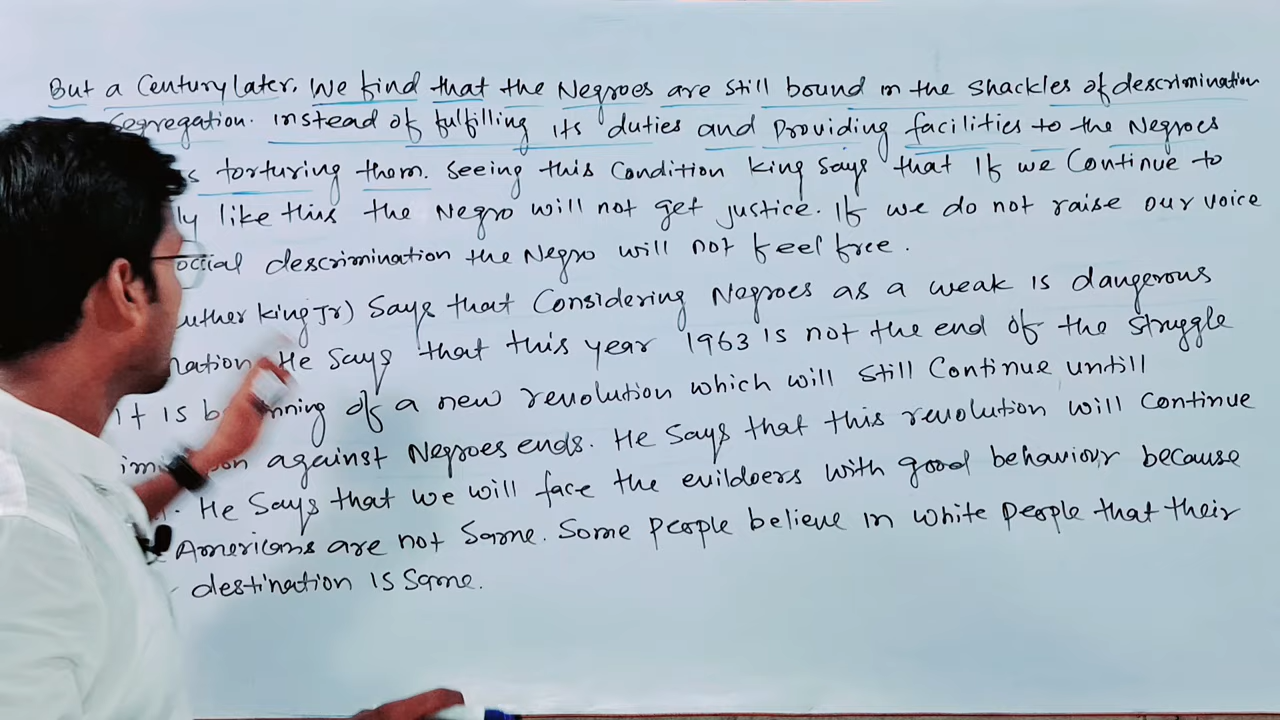 But a Century later. We find that the Negroes are still bound in the shackles of descrimination
Segregation. instead of fulfilling its duties and Providing facilities to the Negroes
torturing them. Seeing this Condition king says that If we Continue to
like this the Negro will not get justice. If we do not raise our voice
descrimination the Negro will not feel free.
king Jr) Says that Considering Negroes as a weak is dangerous
He Says that this year 1963 is not the end of the struggle
It is of a new revolution which will still Continue untill
against Negroes ends. He Says that this revolution will Continue
He Says that we will face the evildoers with good behaviour because
Americans are not Same. Some people believe in white people that their
destination is Same.